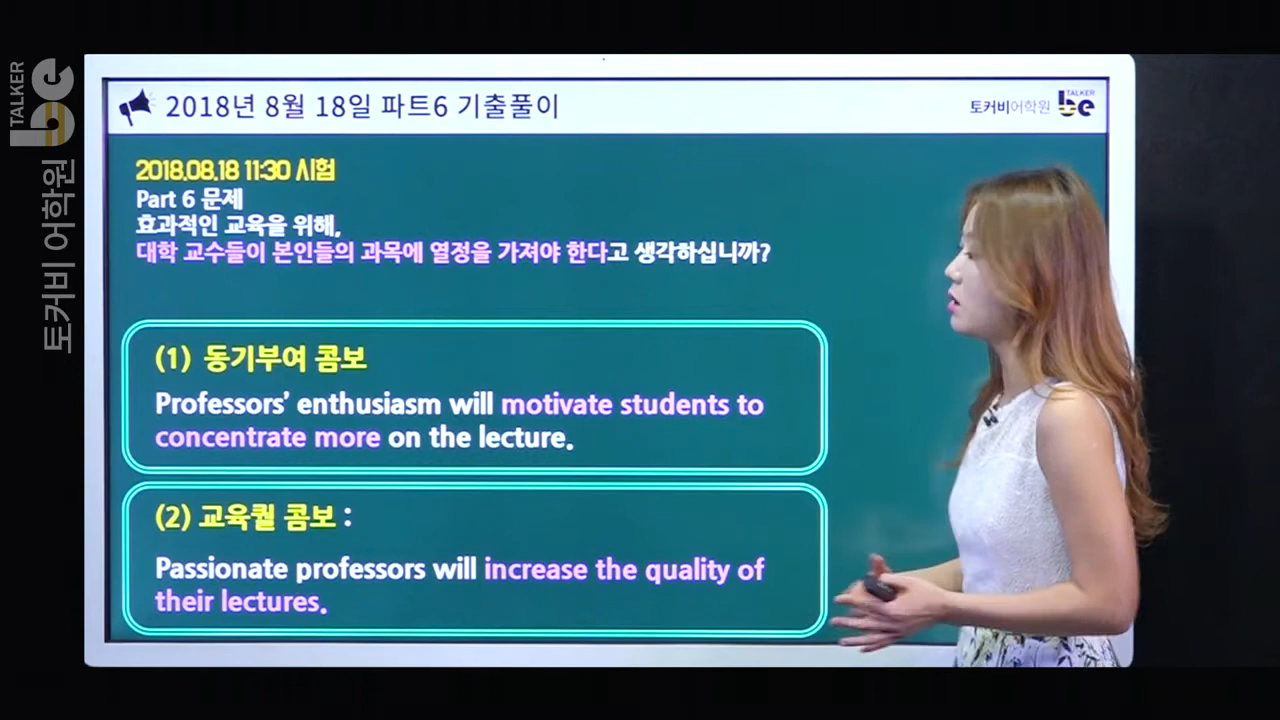 TALKER
be
토커비 어학원
2018년 8월 18일 파트6 기출풀이
토커비어학원
TALKER
be
2018.08.18 11:30 시험
Part 6 문제
효과적인 교육을 위해,
대학 교수들이 본인들의 과목에 열정을 가져야 한다고 생각하십니까?
(1) 동기부여 콤보
Professors’ enthusiasm will motivate students to
concentrate more on the lecture.
(2) 교육퀄 콤보 :
Passionate professors will increase the quality of
their lectures.